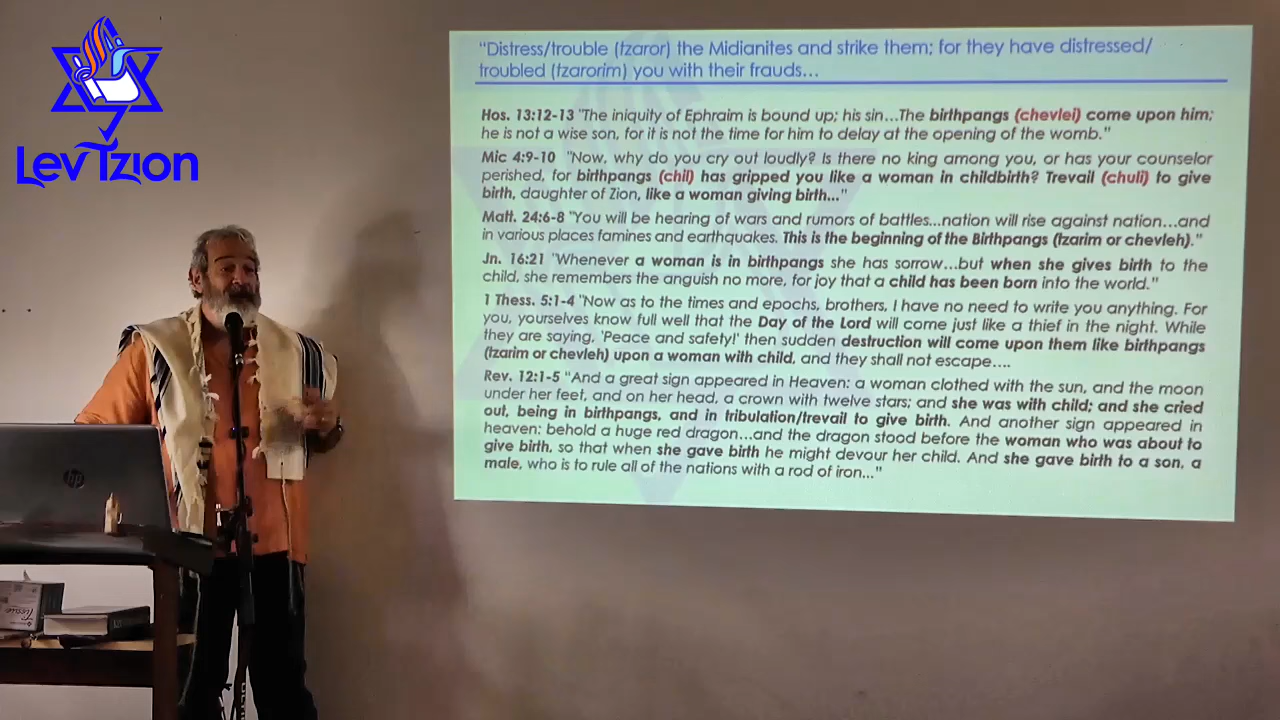 Lev Tzion
"Distress/trouble (tzaror) the Midianites and strike them; for they have distressed/
troubled (tzarorim) you with their frauds...
Hos. 13:12-13 "The iniquity of Ephraim is bound up; his sin...The birthpangs (chevlei) come upon him;
he is not a wise son, for it is not the time for him to delay at the opening of the womb."
Mic 4:9-10 "Now, why do you cry out loudly? Is there no king among you, or has your counselor
perished, for birthpangs (chil) has gripped you like a woman in childbirth? Trevail (chuli) to give
birth, daughter of Zion, like a woman giving birth..."
Matt. 24:6-8 "You will be hearing of wars and rumors of battles...nation will rise against nation...and
in various places famines and earthquakes. This is the beginning of the Birthpangs (tzarim or chevleh)."
Jn. 16:21 "Whenever a woman is in birthpangs she has sorrow...but when she gives birth to the
child, she remembers the anguish no more, for joy that a child has been born into the world."
1 Thess. 5:1-4 "Now as to the times and epochs, brothers, I have no need to write you anything. For
you, yourselves know full well that the Day of the Lord will come just like a thief in the night. While
they are saying, 'Peace and safety!' then sudden destruction will come upon them like birthpangs
(tzarim or chevleh) upon a woman with child, and they shall not escape....
Rev. 12:1-5 "And a great sign appeared in Heaven: a woman clothed with the sun, and the moon
under her feet, and on her head, a crown with twelve stars; and she was with child; and she cried
out, being in birthpangs, and in tribulation/trevail to give birth. And another sign appeared in
heaven: behold a huge red dragon...and the dragon stood before the woman who was about to
give birth, so that when she gave birth he might devour her child. And she gave birth to a son, a
male, who is to rule all of the nations with a rod of iron..."
hp